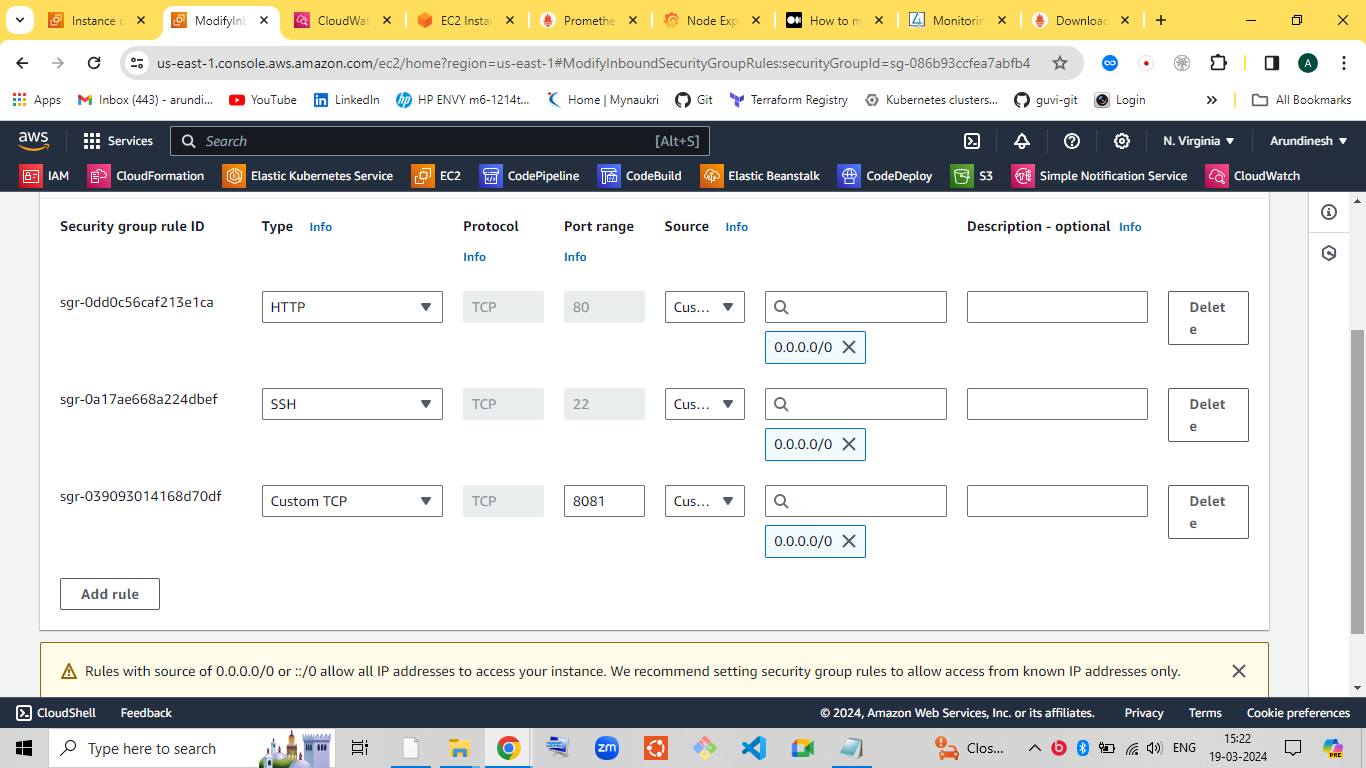 Instance d
ModifyInb
CloudWat
EC2 Instan
Promethe
Node Exp
How to m
Monitorin
Download
us-east-1.console.aws.amazon.com/ec2/home?region=us-east-1#ModifyInboundSecurityGroupRules:securityGroupId=sg-086b93ccfea7abfb4
A
Apps
Inbox (443) - arundi...
YouTube
LinkedIn
HP ENVY m6-1214t...
Home | Mynaukri
Git
Terraform Registry
Kubernetes clusters...
guvi-git
Login
»
All Bookmarks
aws
Services
Search
[Alt+S]
N. Virginia
Arundinesh
IAM
CloudFormation
Elastic Kubernetes Service
EC2
CodePipeline
CodeBuild
Elastic Beanstalk
CodeDeploy
S3
Simple Notification Service
CloudWatch
Security group rule ID
Type Info
Protocol
Info
Port range
Info
Source Info
Description - optional Info
sgr-0dd0c56caf213e1ca
HTTP
TCP
80
Cus...
0.0.0.0/0
Delet
e
sgr-0a17ae668a224dbef
SSH
TCP
22
Cus...
0.0.0.0/0
Delet
e
sgr-039093014168d70df
Custom TCP
TCP
8081
Cus...
0.0.0.0/0
Delet
e
Add rule
Rules with source of 0.0.0.0/0 or ::/0 allow all IP addresses to access your instance. We recommend setting security group rules to allow access from known IP addresses only.
CloudShell
Feedback
© 2024, Amazon Web Services, Inc. or its affiliates.
Privacy
Terms
Cookie preferences
Type here to search
zm
Clos...
ENG
15:22
19-03-2024
PRE